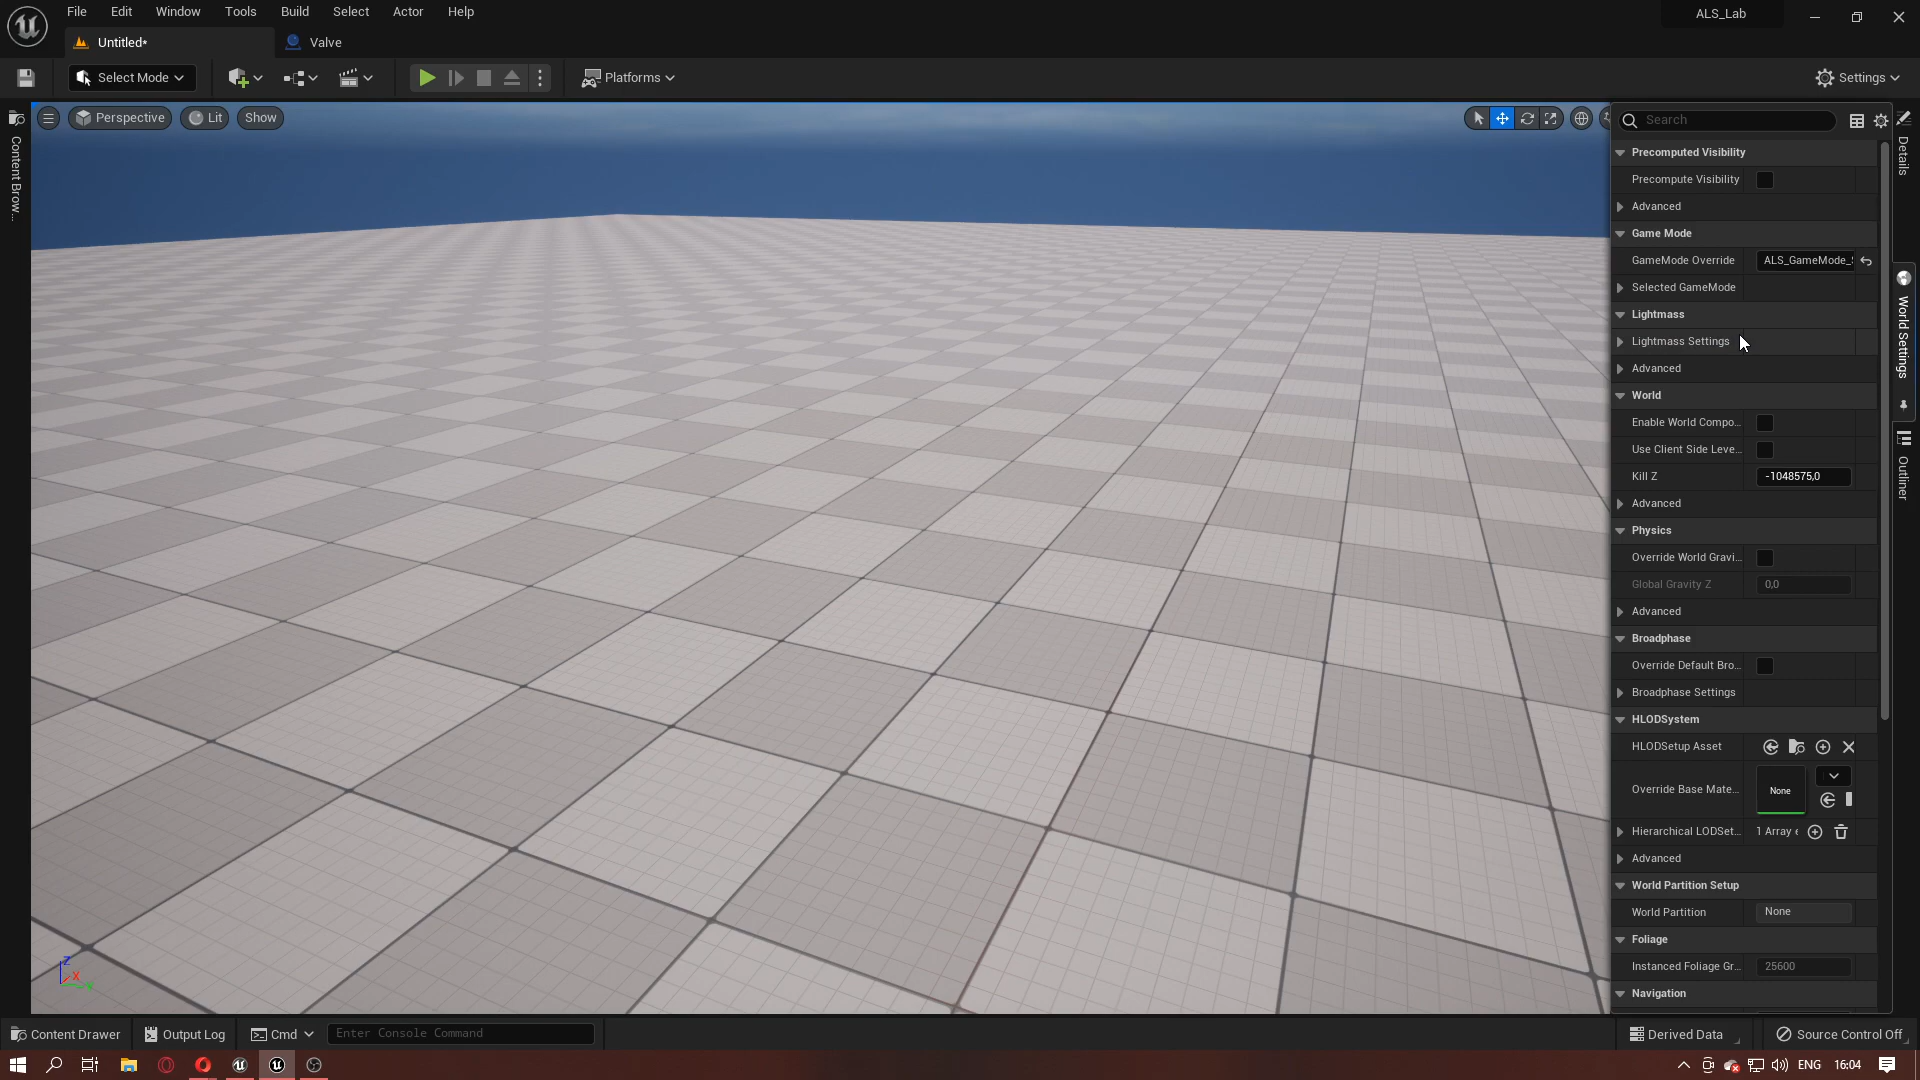 File Edit Window Tools Build Select Actor Help
ALS_Lab
Untitled*
Valve
Select Mode
Platforms
Settings
Perspective
Lit
Show
Content Brow...
Search
Precomputed Visibility
Precompute Visibility
Advanced
Game Mode
GameMode Override ALS_GameMode_
Selected GameMode
Lightmass
Lightmass Settings
Advanced
World
Enable World Compo...
Use Client Side Leve...
Kill Z -1048575,0
Advanced
Physics
Override World Gravi...
Global Gravity Z 0,0
Advanced
Broadphase
Override Default Bro...
Broadphase Settings
HLODSystem
HLODSetup Asset
Override Base Mate... None
Hierarchical LODSet... 1 Array
Advanced
World Partition Setup
World Partition None
Foliage
Instanced Foliage Gr... 25600
Navigation
Details
World Settings
Outliner
Z
X
Y
Content Drawer
Output Log
Cmd
Enter Console Command
Derived Data
Source Control Off
ENG 16:04